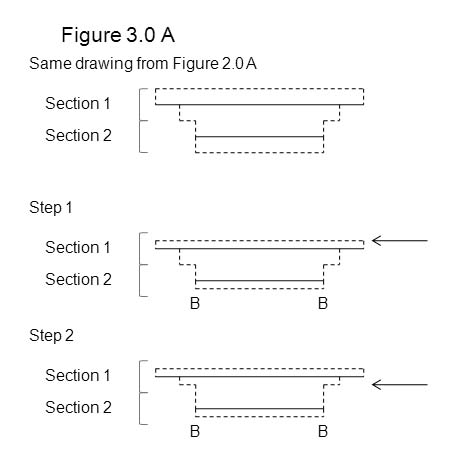 Figure 3.0 A
Same drawing from Figure 2.0 A
Section 1
Section 2
Step 1
Section 1
Section 2
B B
Step 2
Section 1
Section 2
B B